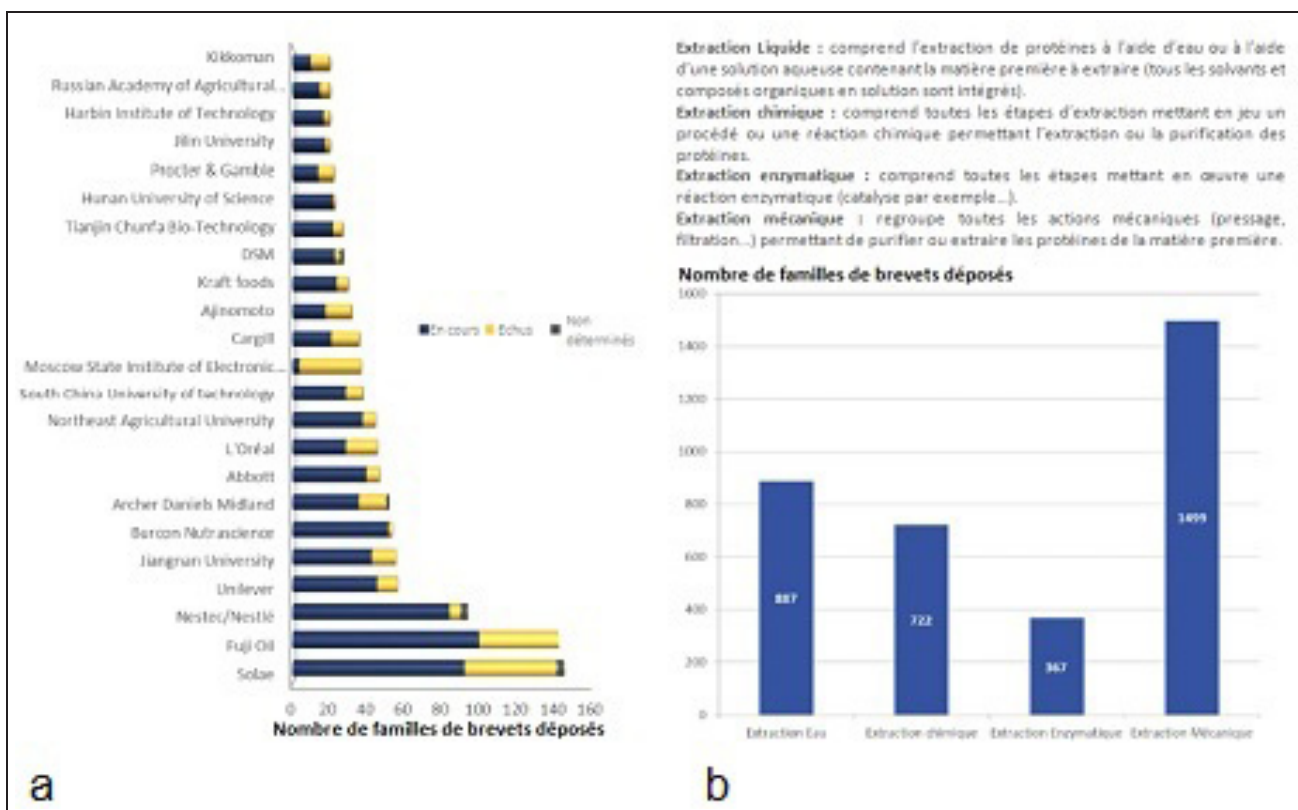 Kikkoman
Russian Academy of Agricultural...
Harbin Institute of Technology
Jilin University
Procter & Gamble
Hunan University of Science
Tianjin Chunfa Bio-Technology
DSM
Kraft foods
Ajinomoto
Cargill
Moscow State Institute of Electronic...
South China University of technology
Northeast Agricultural University
L'Oréal
Abbott
Archer Daniels Midland
Burcon Nutrascience
Jiangnan University
Unilever
Nestec/Nestlé
Fuji Oil
Solae
En cours Echus Non
déterminés
0 20 40 60 80 100 120 140 160
Nombre de familles de brevets déposés
a
Extraction Liquide : comprend l'extraction de protéines à l'aide d'eau ou à l'aide
d'une solution aqueuse contenant la matière première à extraire (tous les solvants et
composés organiques en solution sont intégrés).
Extraction chimique : comprend toutes les étapes d'extraction mettant en jeu un
procédé ou une réaction chimique permettant l'extraction ou la purification des
protéines.
Extraction enzymatique : comprend toutes les étapes mettant en œuvre une
réaction enzymatique (catalyse par exemple...).
Extraction mécanique : regroupe toutes les actions mécaniques (pressage,
filtration...) permettant de purifier ou extraire les protéines de la matière première.
Nombre de familles de brevets déposés
1600
1400
1200
1000
800
600
400
200
0
887
722
367
1499
Extraction Eau Extraction chimique Extraction Enzymatique Extraction Mécanique
b